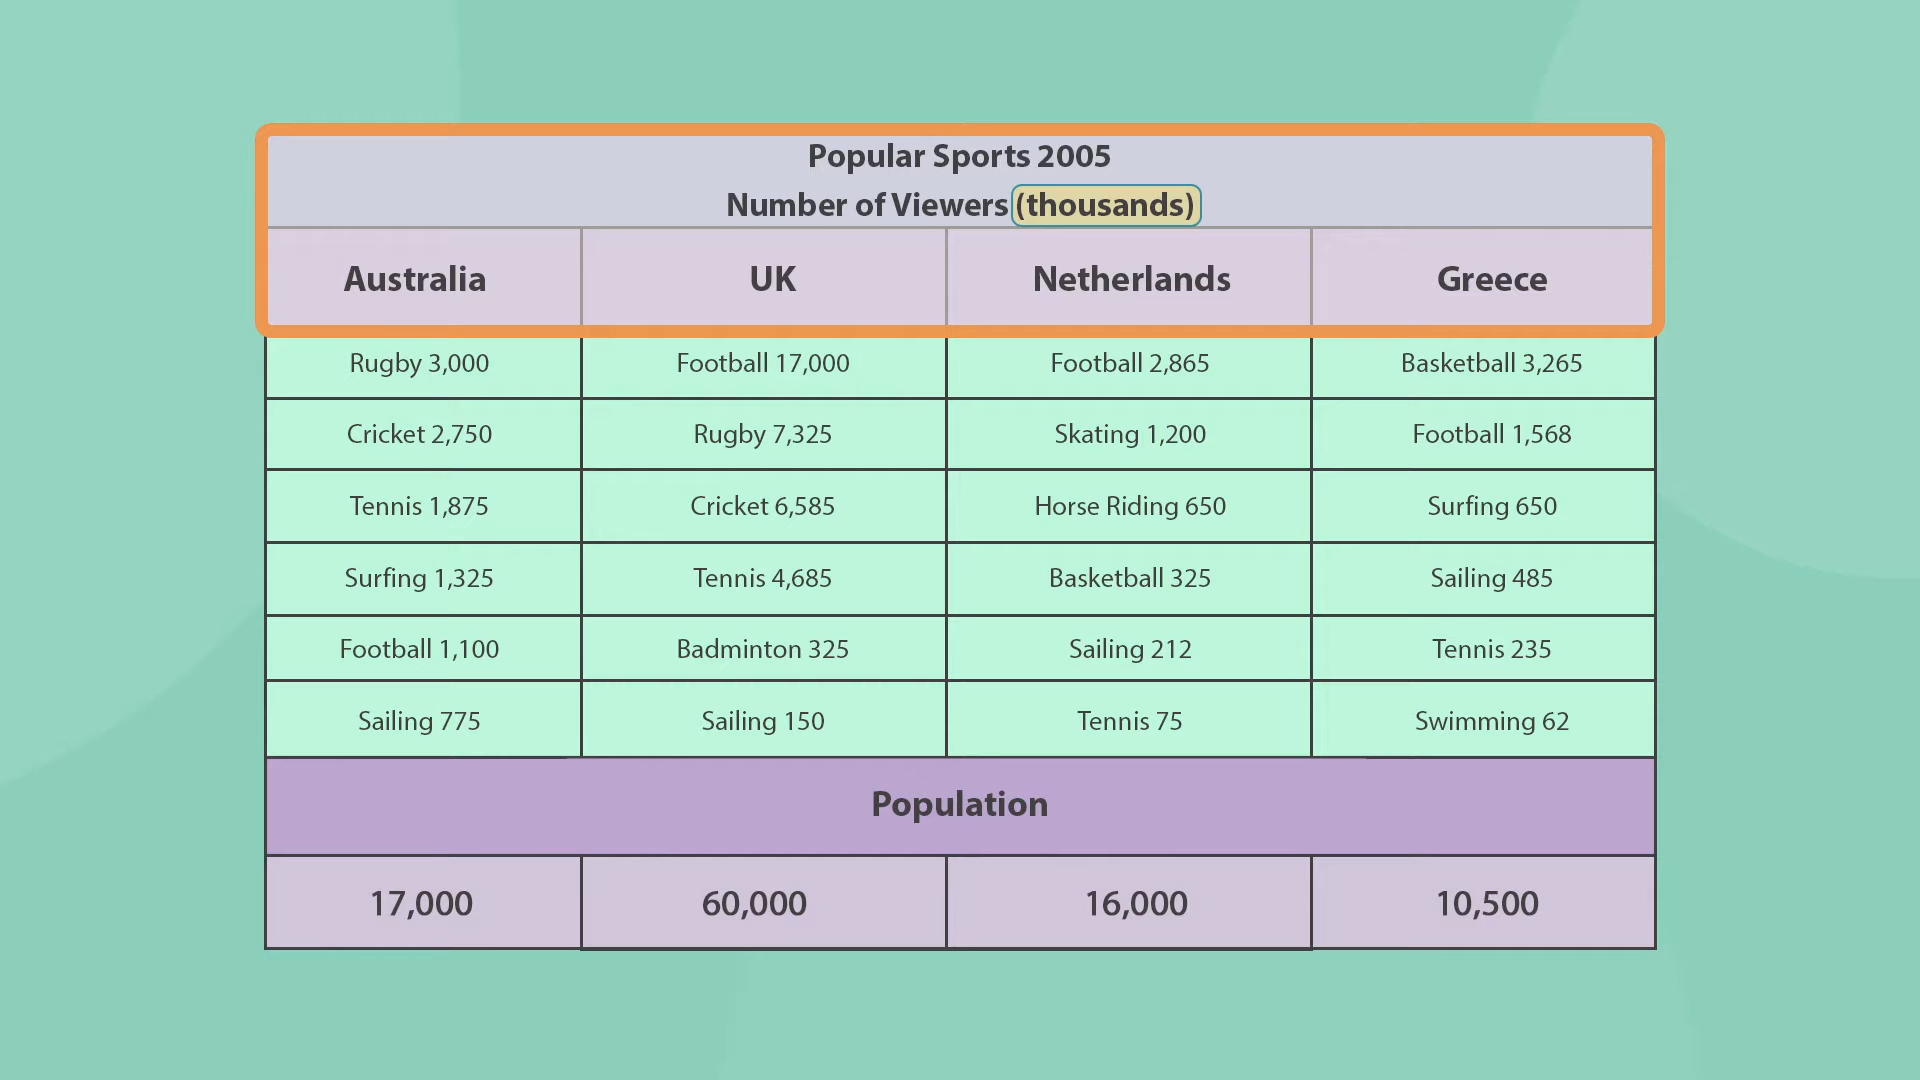 Popular Sports 2005
Number of Viewers (thousands)
Australia UK Netherlands Greece
Rugby 3,000 Football 17,000 Football 2,865 Basketball 3,265
Cricket 2,750 Rugby 7,325 Skating 1,200 Football 1,568
Tennis 1,875 Cricket 6,585 Horse Riding 650 Surfing 650
Surfing 1,325 Tennis 4,685 Basketball 325 Sailing 485
Football 1,100 Badminton 325 Sailing 212 Tennis 235
Sailing 775 Sailing 150 Tennis 75 Swimming 62
Population
17,000 60,000 16,000 10,500